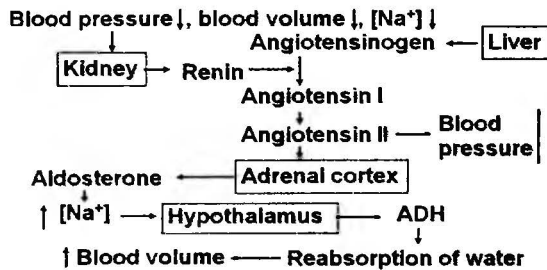 Blood pressure↓, blood volume↓, [Na⁺]↓
Angiotensinogen ← Liver
Kidney → Renin →
Angiotensin I
Angiotensin II → Blood pressure
Aldosterone ← Adrenal cortex
↑ [Na⁺] → Hypothalamus → ADH
↑ Blood volume ← Reabsorption of water